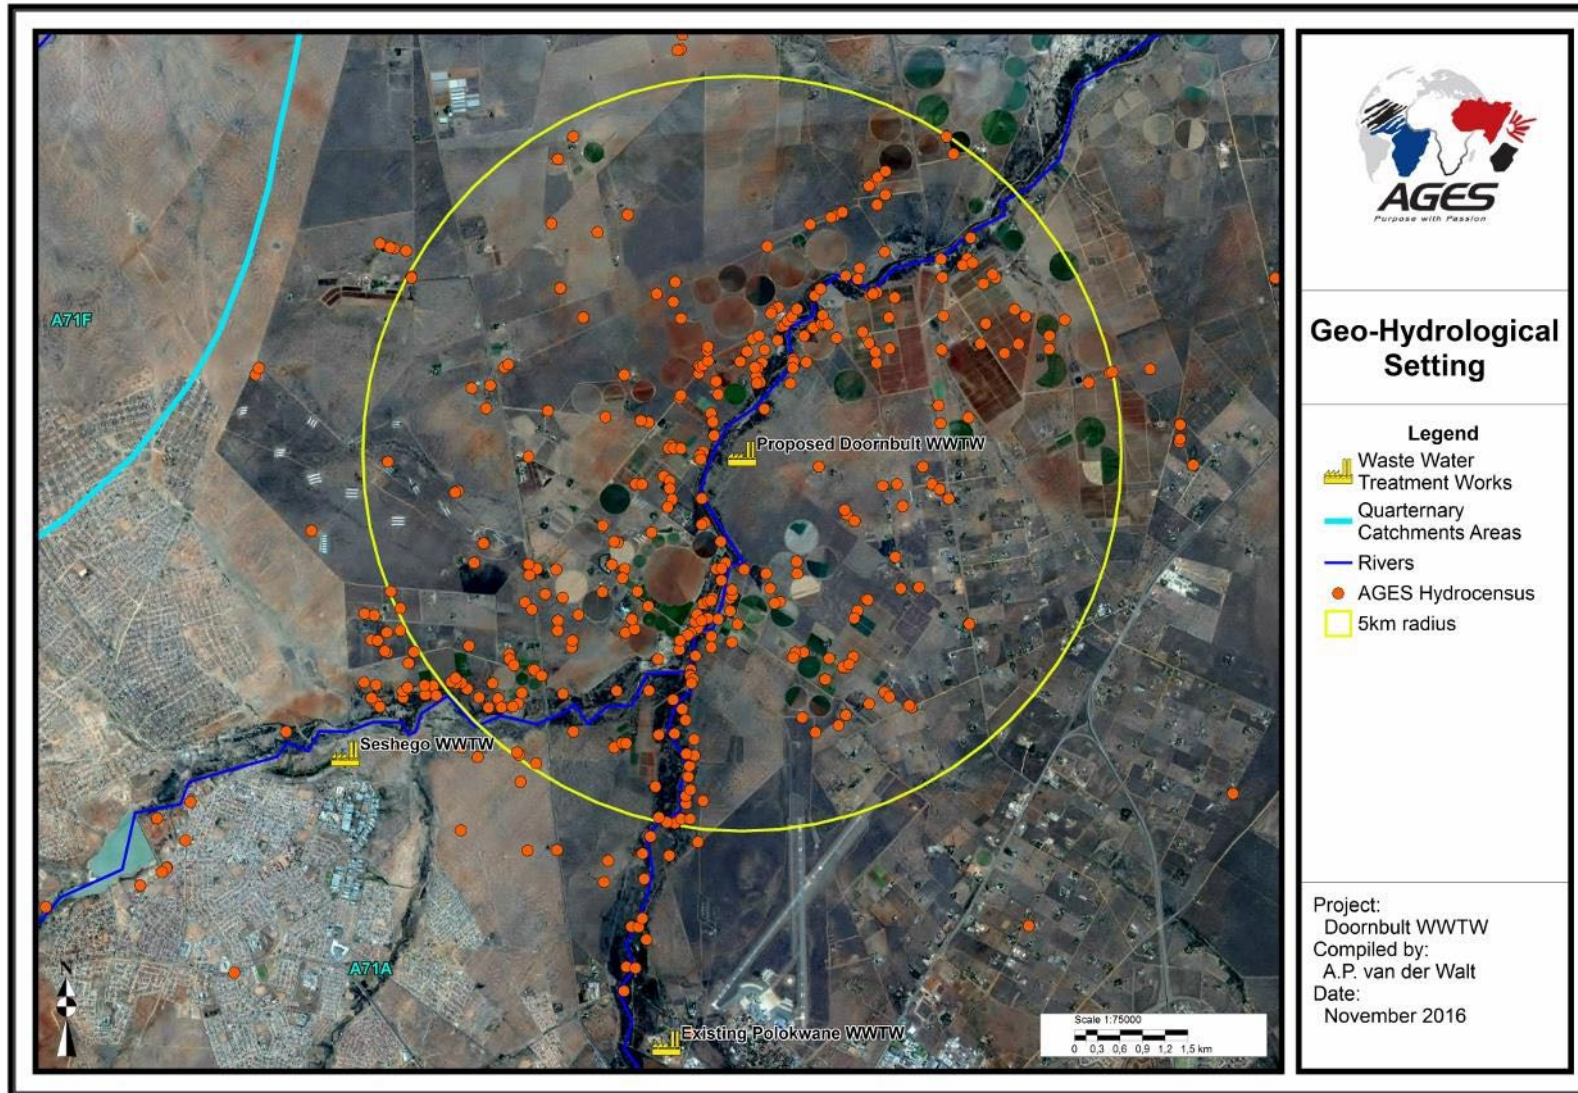 A71F
Proposed Doornbult WWTW
Seshego WWTW
A71A
N
Existing Polokwane WWTW
Scale 1:75000
0 0,3 0,6 0,9 1,2 1,5 km
AGES
Purpose with Passion
Geo-Hydrological
Setting
Legend
Waste Water
Treatment Works
Quarternary
Catchments Areas
Rivers
AGES Hydrocensus
5km radius
Project:
Doornbult WWTW
Compiled by:
A.P. van der Walt
Date:
November 2016